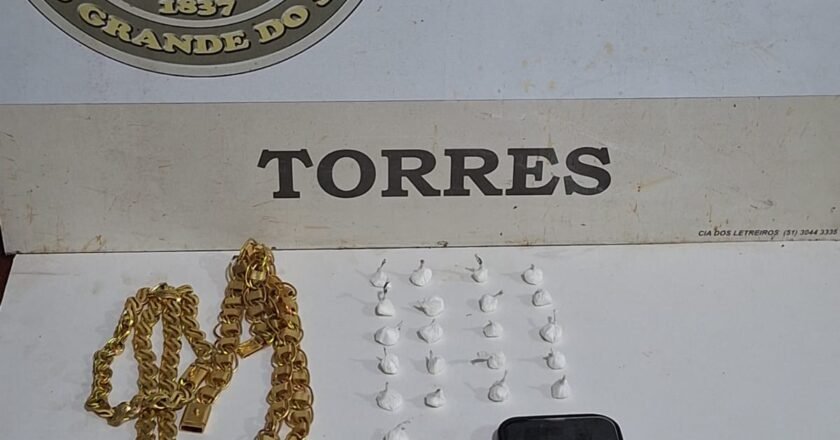 1837
GRANDE DO
TORRES
CIA DOS LETREIROS (51) 3044 3335